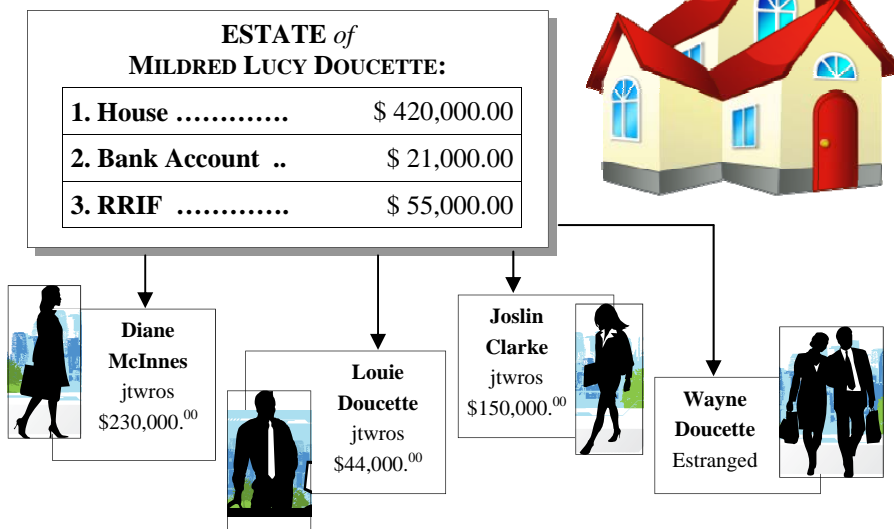 ESTATE of
MILDRED LUCY DOUCETTE:
1. House ............. $ 420,000.00
2. Bank Account .. $ 21,000.00
3. RRIF ............. $ 55,000.00
Diane
McInnes
jtwros
$230,000.00
Louie
Doucette
jtwros
$44,000.00
Joslin
Clarke
jtwros
$150,000.00
Wayne
Doucette
Estranged